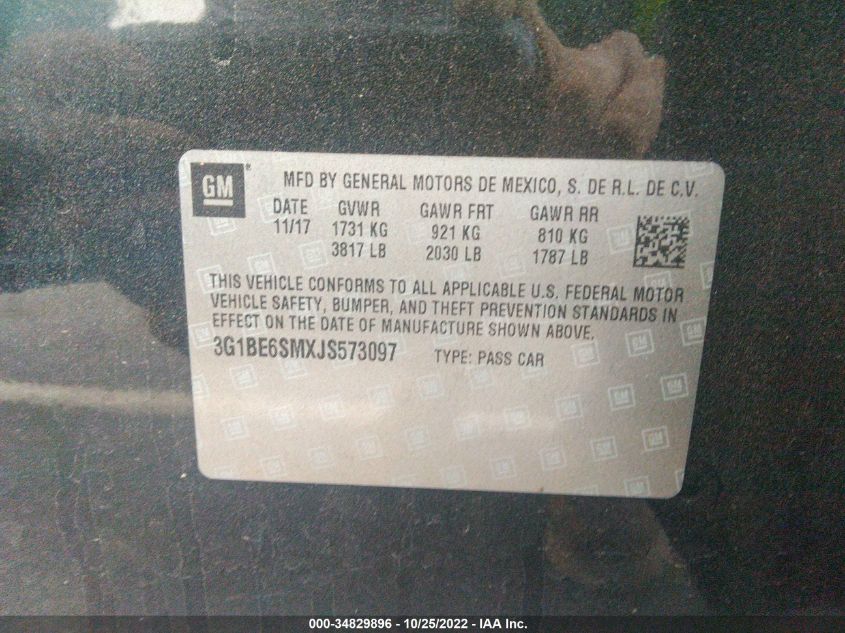 GM
MFD BY GENERAL MOTORS DE MEXICO, S. DE R.L. DE C.V.
DATE GVWR GAWR FRT GAWR RR
11/17 1731 KG 921 KG 810 KG
3817 LB 2030 LB 1787 LB
THIS VEHICLE CONFORMS TO ALL APPLICABLE U.S. FEDERAL MOTOR
VEHICLE SAFETY, BUMPER, AND THEFT PREVENTION STANDARDS IN
EFFECT ON THE DATE OF MANUFACTURE SHOWN ABOVE.
3G1BE6SMXJS573097 TYPE: PASS CAR
000-34829896 - 10/25/2022 - IAA Inc.